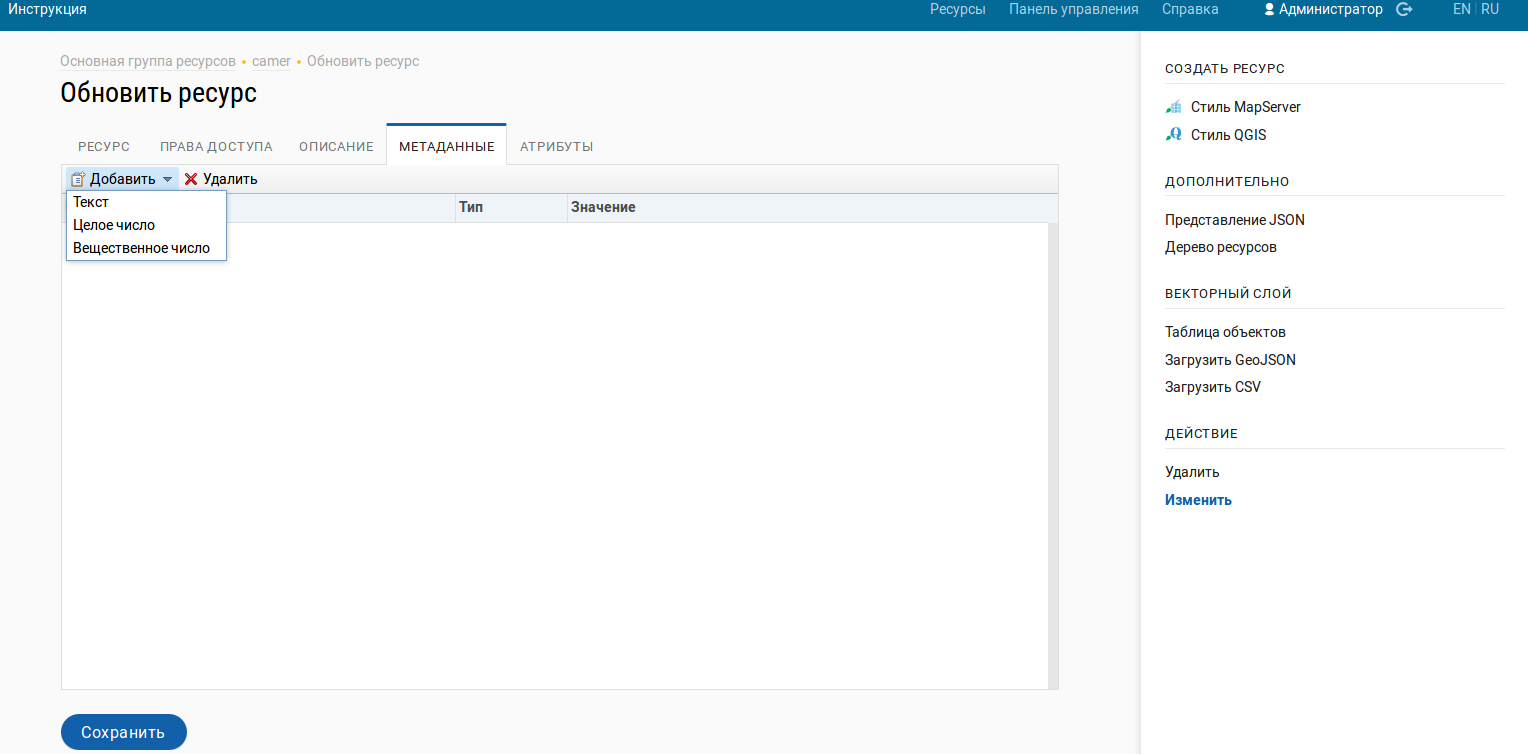 Инструкция
Ресурсы Панель управления Справка Администратор EN RU
Основная группа ресурсов • camer • Обновить ресурс
Обновить ресурс
РЕСУРС ПРАВА ДОСТУПА ОПИСАНИЕ МЕТАДАННЫЕ АТРИБУТЫ
Добавить Удалить
Текст
Целое число
Вещественное число
Тип Значение
Сохранить
СОЗДАТЬ РЕСУРС
Стиль MapServer
Стиль QGIS
ДОПОЛНИТЕЛЬНО
Представление JSON
Дерево ресурсов
ВЕКТОРНЫЙ СЛОЙ
Таблица объектов
Загрузить GeoJSON
Загрузить CSV
ДЕЙСТВИЕ
Удалить
Изменить